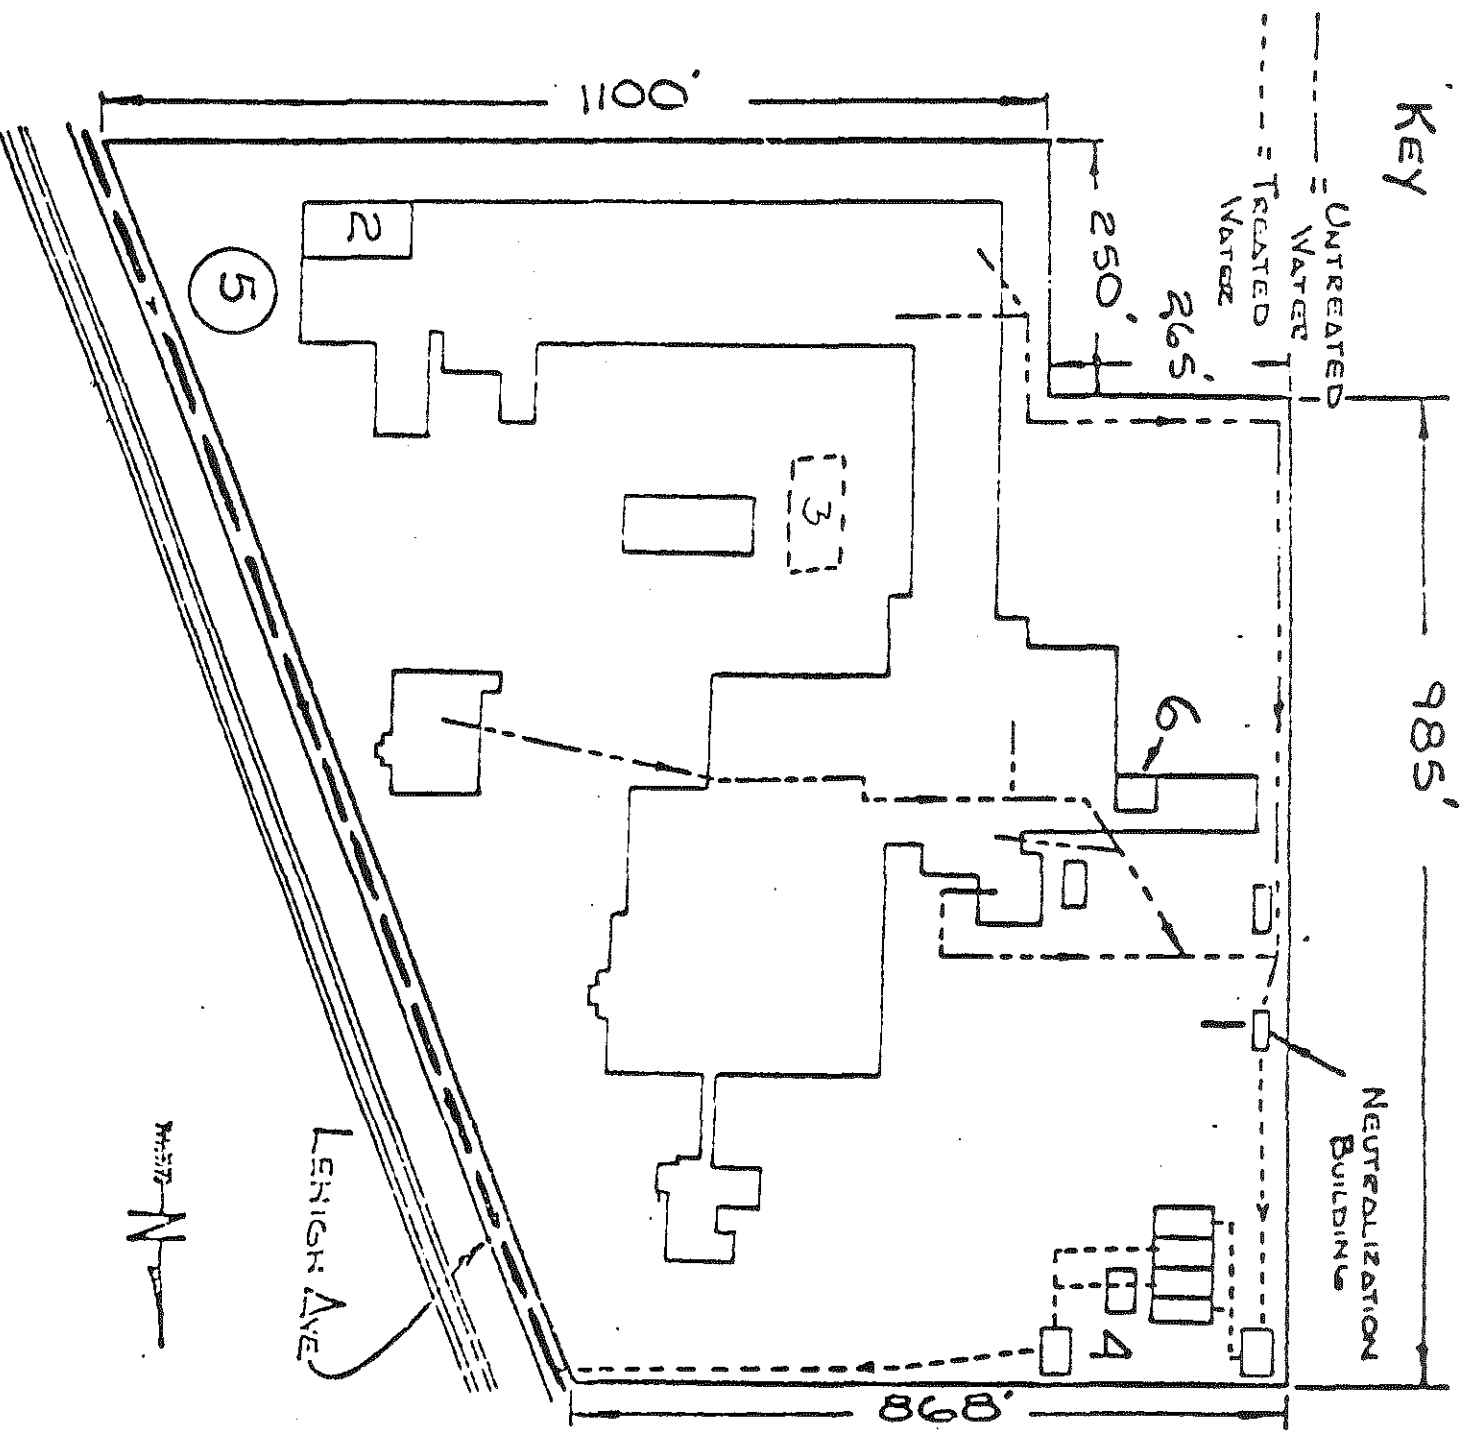 KEY
= UNTREATED
WATER
= TREATED
WATER
985'
265'
250'
1100'
868'
NEUTRALIZATION
BUILDING
6
3
2
5
4
N
LEHIGH AVE